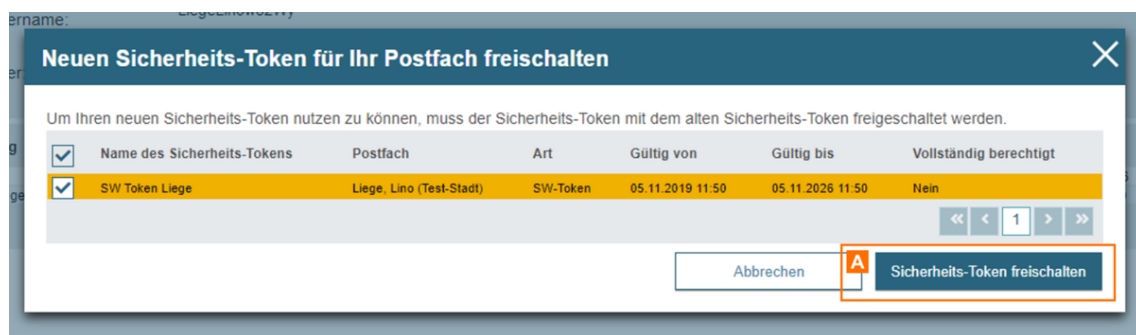 ername:
Neuen Sicherheits-Token für Ihr Postfach freischalten
Um Ihren neuen Sicherheits-Token nutzen zu können, muss der Sicherheits-Token mit dem alten Sicherheits-Token freigeschaltet werden.
Name des Sicherheits-Tokens Postfach Art Gültig von Gültig bis Vollständig berechtigt
SW Token Liege Liege, Lino (Test-Stadt) SW-Token 05.11.2019 11:50 05.11.2026 11:50 Nein
« < 1 > »
Abbrechen A Sicherheits-Token freischalten